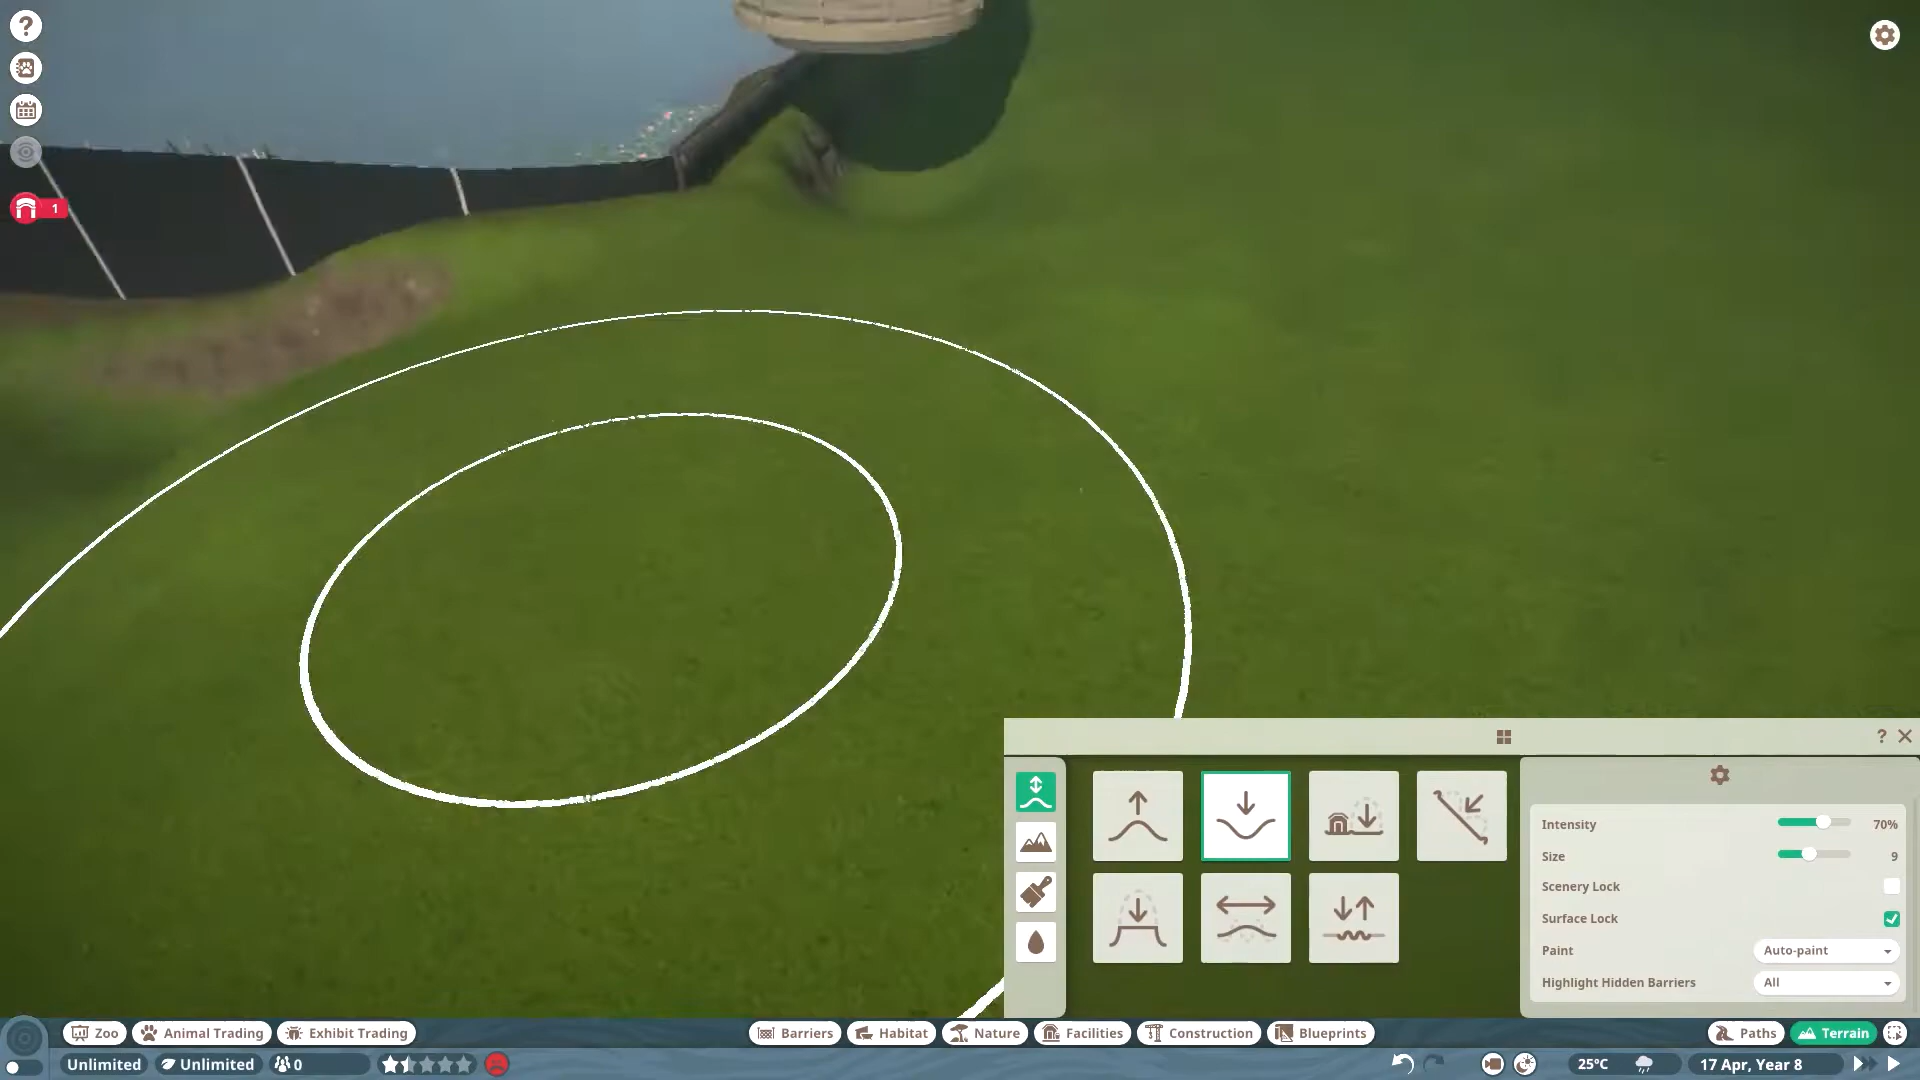 ?
1
?
Intensity 70%
Size 9
Scenery Lock
Surface Lock
Paint Auto-paint
Highlight Hidden Barriers All
Zoo Animal Trading Exhibit Trading Barriers Habitat Nature Facilities Construction Blueprints Paths Terrain
Unlimited Unlimited 0 25°C 17 Apr, Year 8